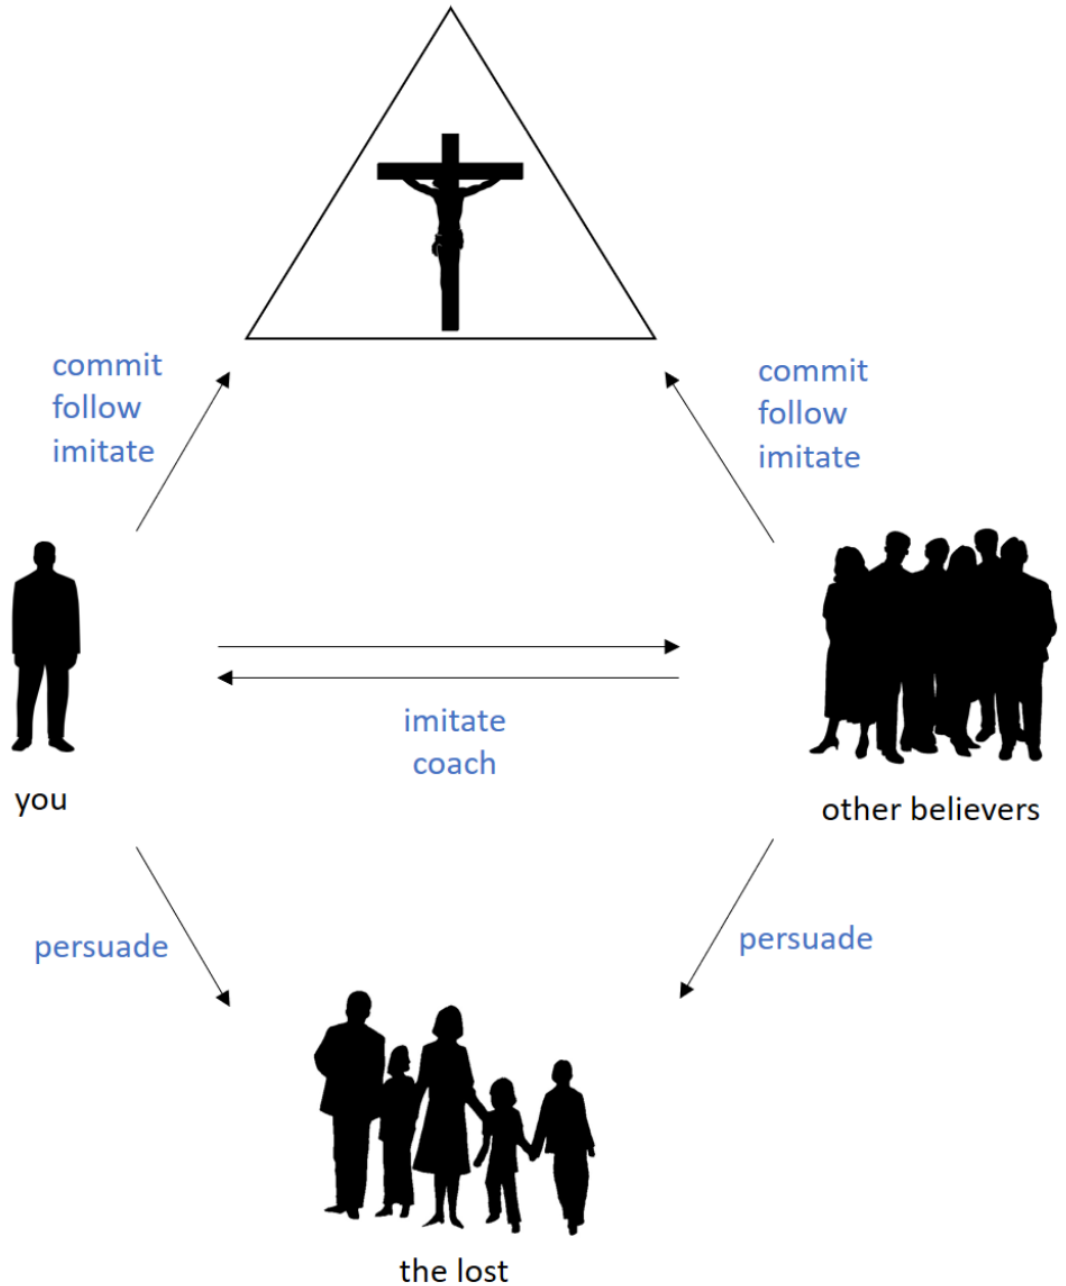 commit
follow
imitate
commit
follow
imitate
imitate
coach
you
other believers
persuade
persuade
the lost